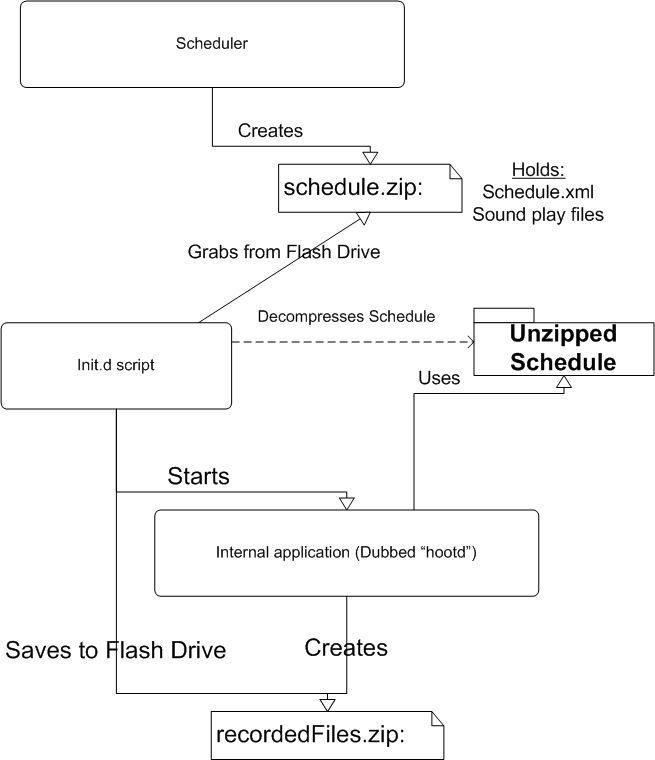 Scheduler
Creates
schedule.zip:
Holds:
Schedule.xml
Sound play files
Grabs from Flash Drive
Decompresses Schedule
Unzipped
Schedule
Init.d script
Uses
Starts
Internal application (Dubbed “hootd”)
Saves to Flash Drive
Creates
recordedFiles.zip: